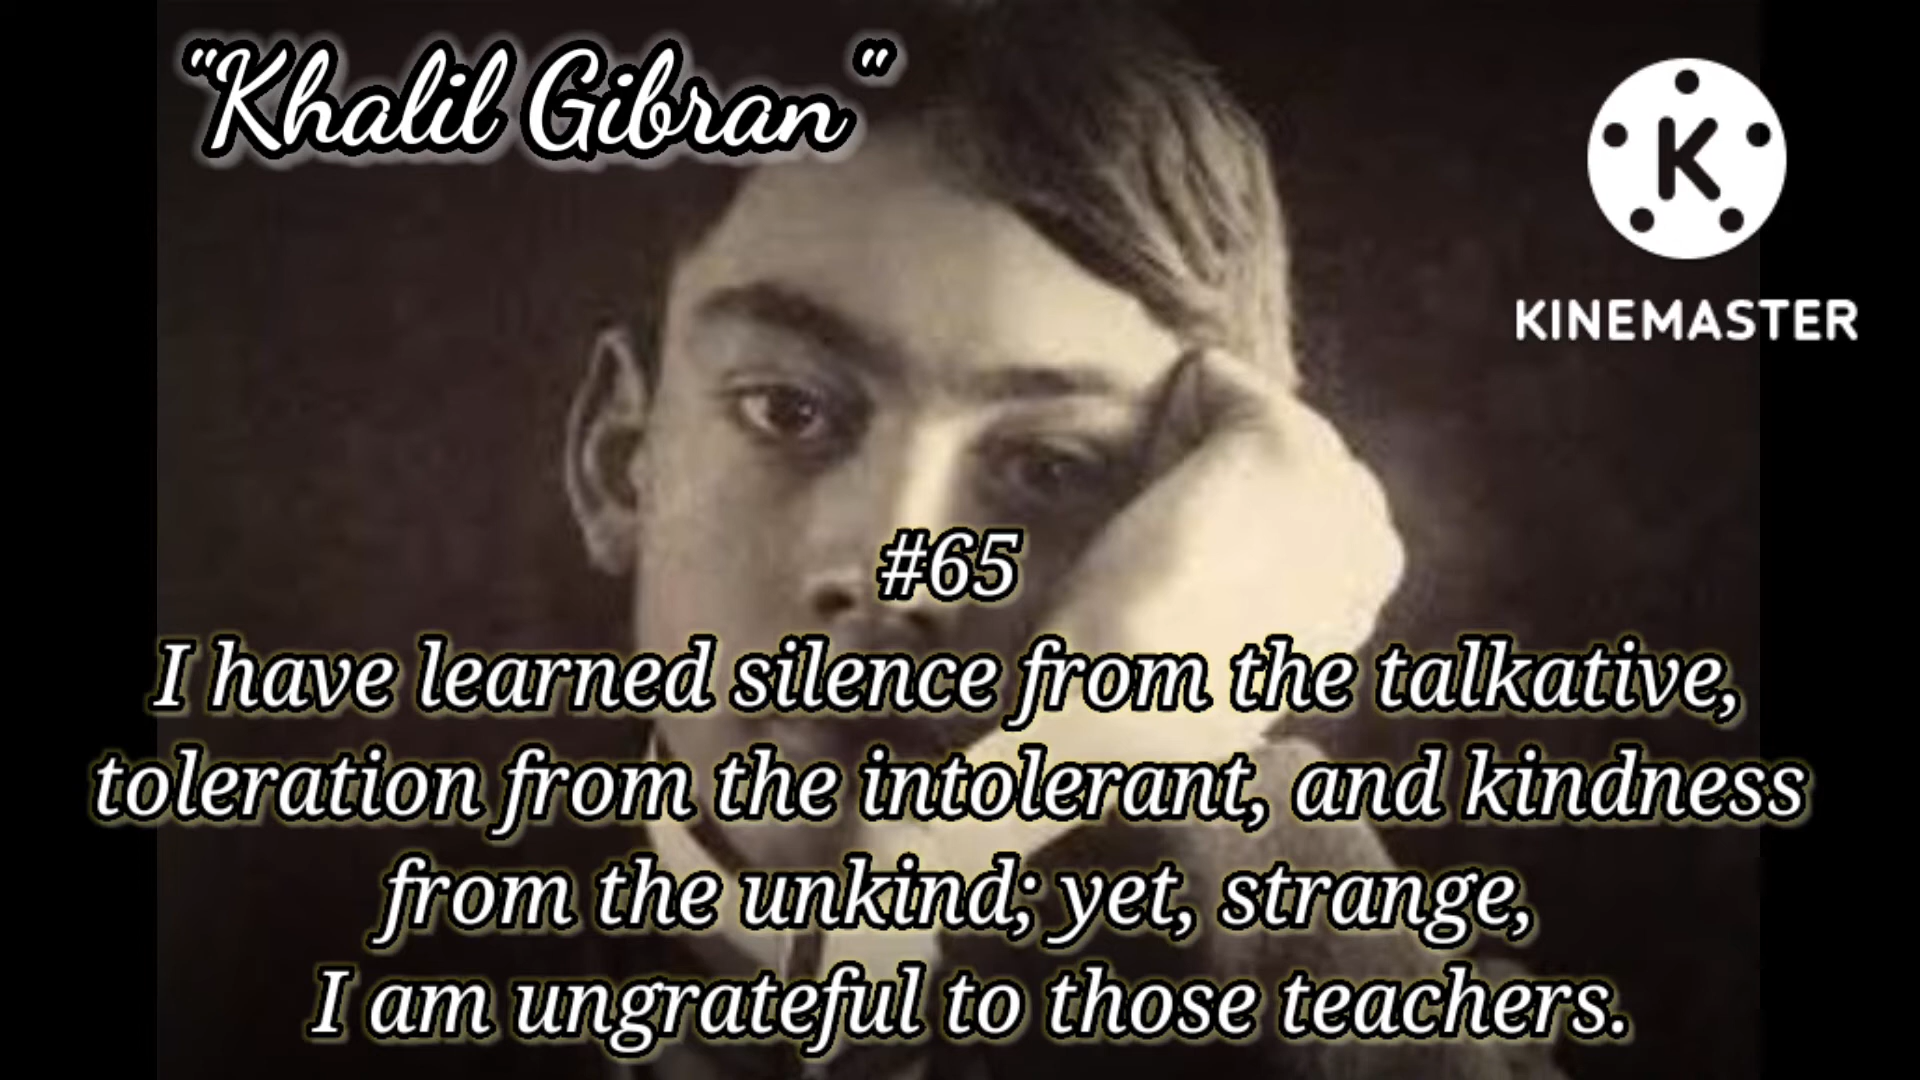 "Khalil Gibran"
K
KINEMASTER
#65
I have learned silence from the talkative,
toleration from the intolerant, and kindness
from the unkind; yet, strange,
I am ungrateful to those teachers.